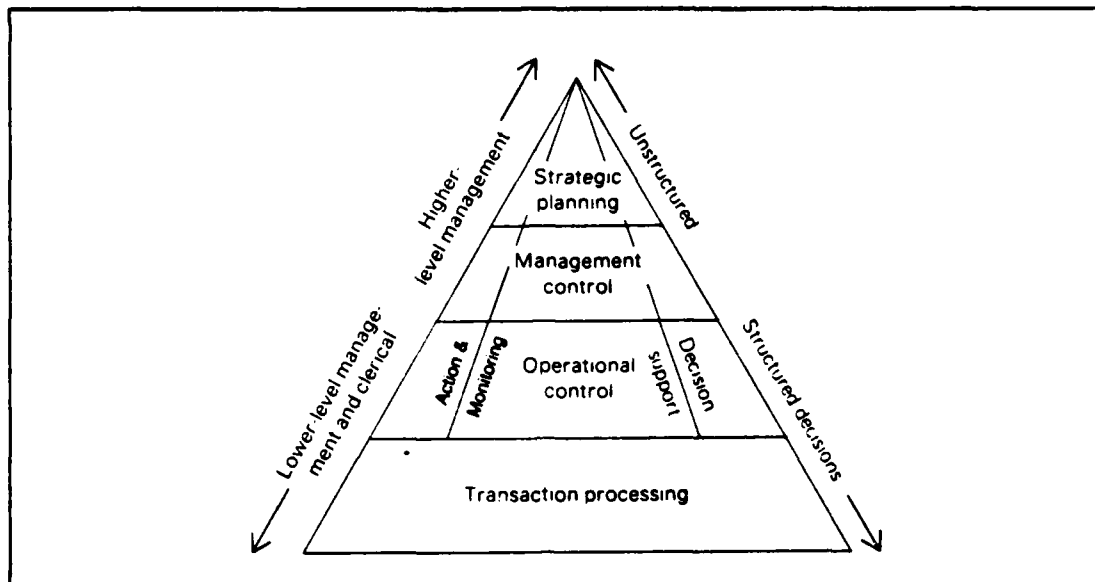 Higher-
level management
Lower-level manage-
ment and clerical
Unstructured
Structured decisions
Strategic
planning
Management
control
Action &
Monitoring
Operational
control
Decision
support
Transaction processing